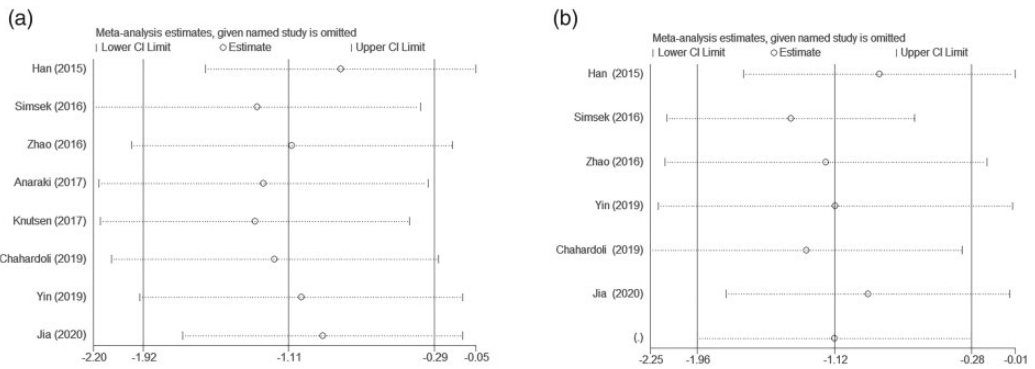 (a)
Meta-analysis estimates, given named study is omitted
| Lower CI Limit ○ Estimate | Upper CI Limit
Han (2015)
Simsek (2016)
Zhao (2016)
Anaraki (2017)
Knutsen (2017)
Chahardoli (2019)
Yin (2019)
Jia (2020)
-2.20 -1.92 -1.11 -0.29 -0.05
(b)
Meta-analysis estimates, given named study is omitted
| Lower CI Limit ○ Estimate | Upper CI Limit
Han (2015)
Simsek (2016)
Zhao (2016)
Yin (2019)
Chahardoli (2019)
Jia (2020)
(.)
-2.25 -1.96 -1.12 -0.28 -0.01